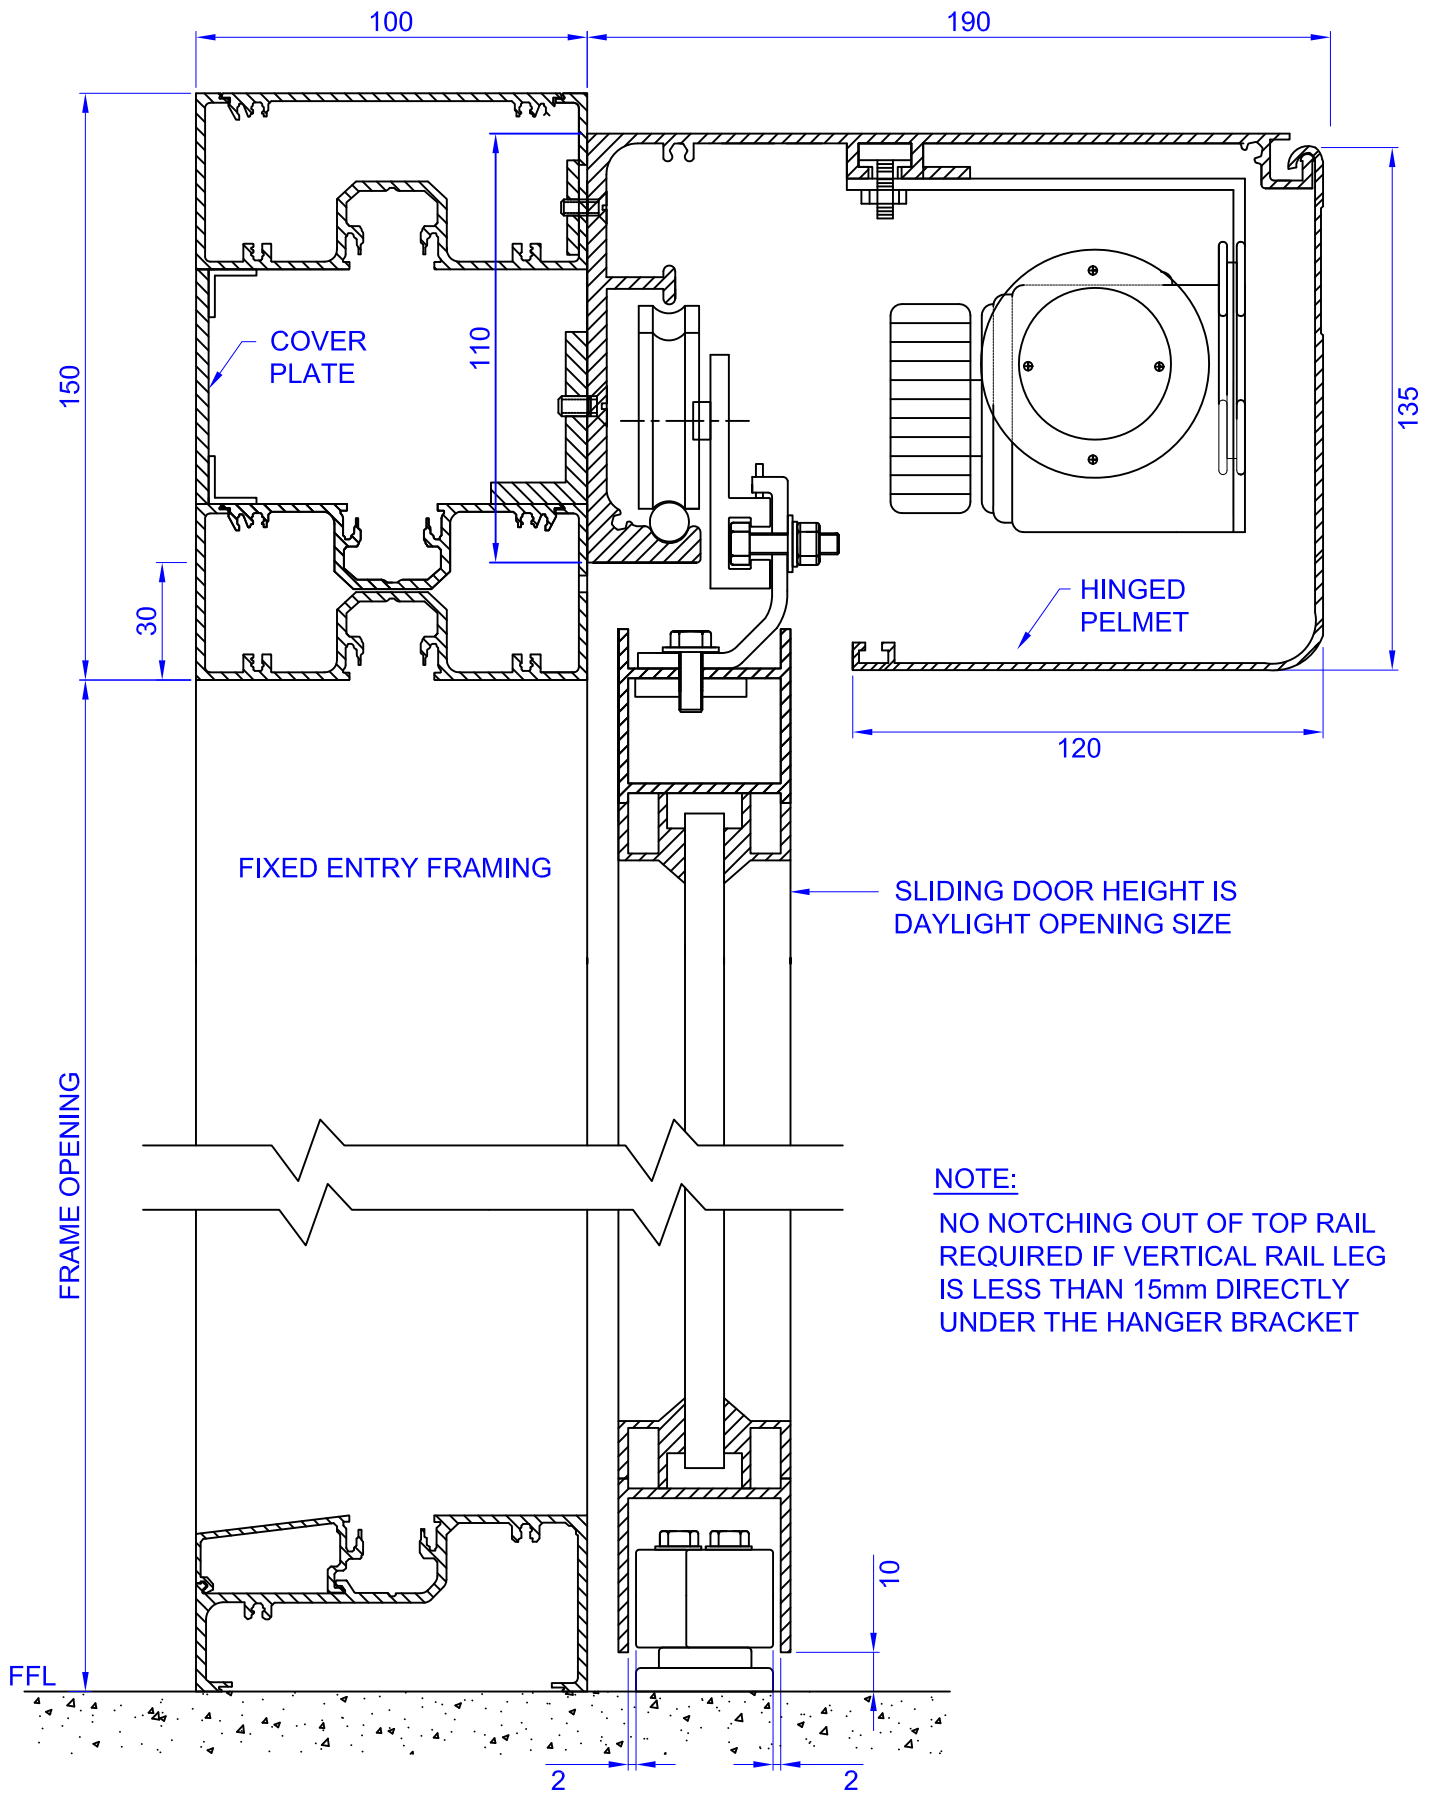 100
190
COVER
PLATE
110
150
135
30
HINGED
PELMET
120
FIXED ENTRY FRAMING
SLIDING DOOR HEIGHT IS
DAYLIGHT OPENING SIZE
FRAME OPENING
NOTE:
NO NOTCHING OUT OF TOP RAIL
REQUIRED IF VERTICAL RAIL LEG
IS LESS THAN 15mm DIRECTLY
UNDER THE HANGER BRACKET
10
FFL
2
2